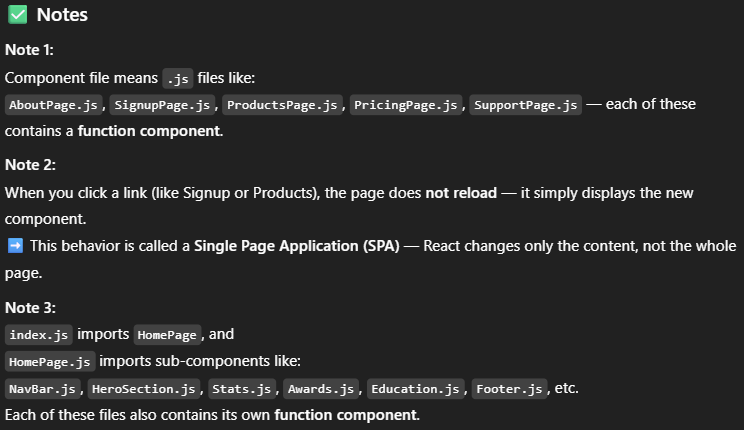 ✅ Notes
Note 1:
Component file means .js files like:
AboutPage.js, SignupPage.js, ProductsPage.js, PricingPage.js, SupportPage.js — each of these
contains a function component.
Note 2:
When you click a link (like Signup or Products), the page does not reload — it simply displays the new
component.
➡️ This behavior is called a Single Page Application (SPA) — React changes only the content, not the whole
page.
Note 3:
index.js imports HomePage, and
HomePage.js imports sub-components like:
NavBar.js, HeroSection.js, Stats.js, Awards.js, Education.js, Footer.js, etc.
Each of these files also contains its own function component.